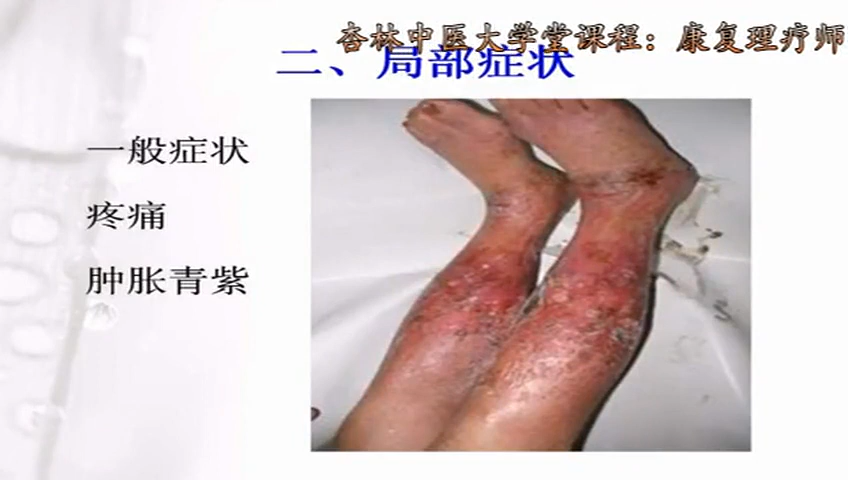 杏林中医大学堂课程：康复理疗师
二、局部症状
一般症状
疼痛
肿胀青紫